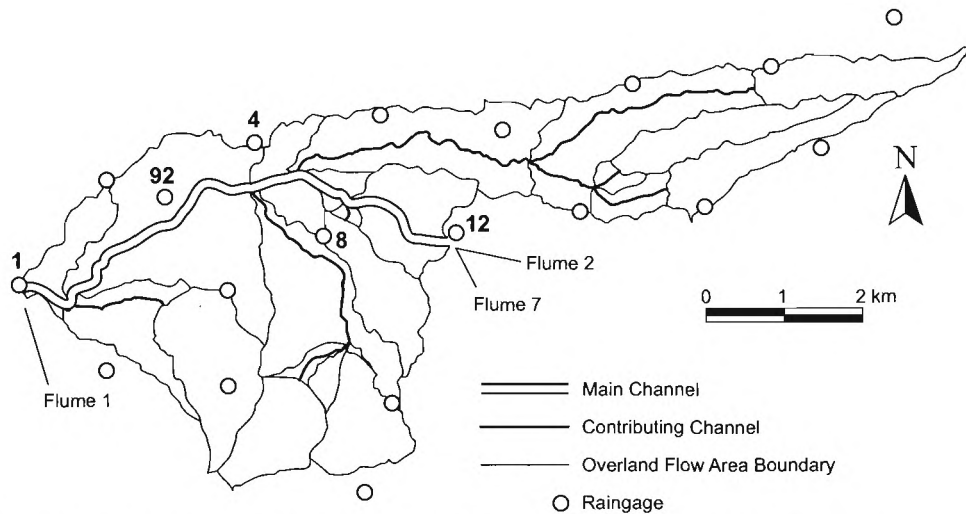 4
92
N
12
8
1
Flume 2
Flume 7
0 1 2 km
Flume 1
Main Channel
Contributing Channel
Overland Flow Area Boundary
Raingage